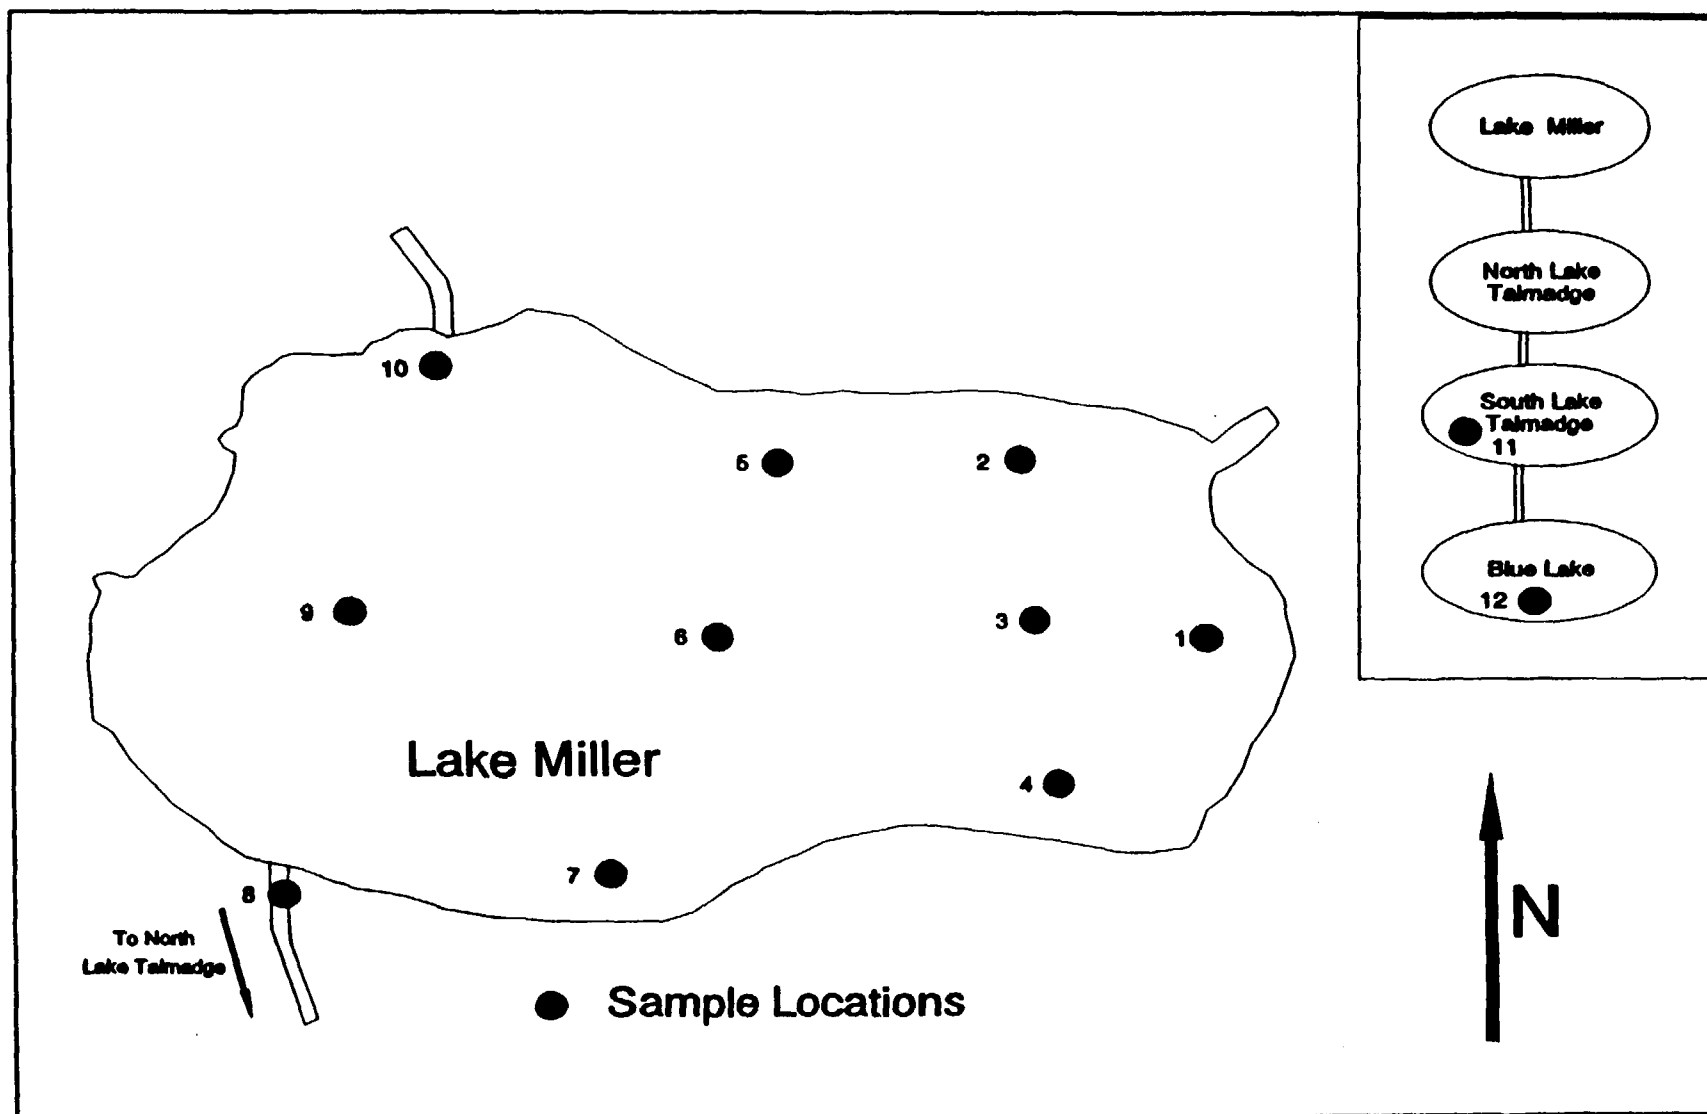 Lake Miller
North Lake
Talmadge
South Lake
Talmadge
11
Blue Lake
12
10
5
2
9
6
3
1
Lake Miller
4
7
8
To North
Lake Talmadge
N
Sample Locations